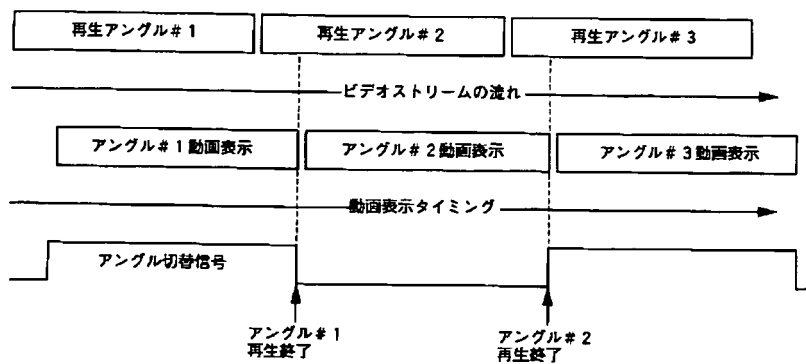 再生アングル＃1 再生アングル＃2 再生アングル＃3
ビデオストリームの流れ
アングル＃1動画表示 アングル＃2動画表示 アングル＃3動画表示
動画表示タイミング
アングル切替信号
アングル＃1
再生終了
アングル＃2
再生終了